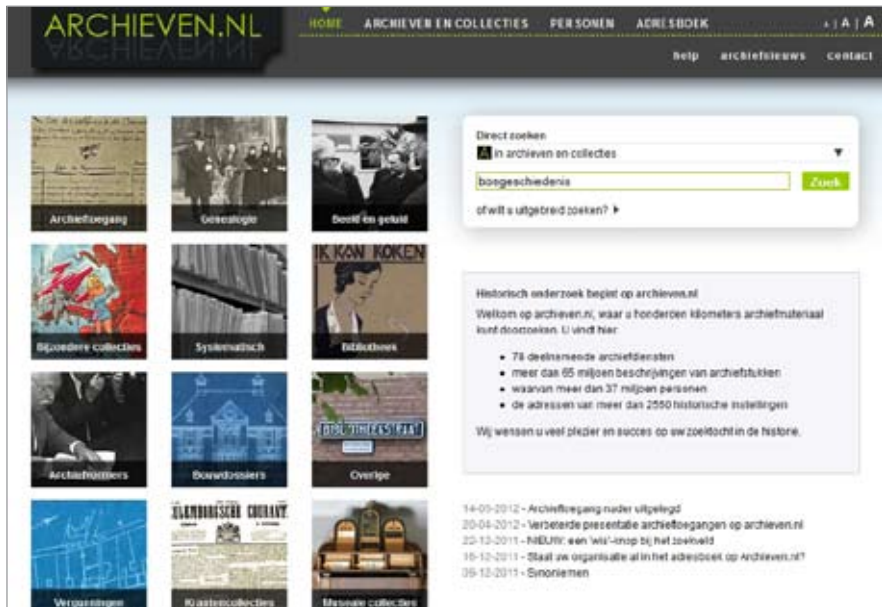 ARCHIEVEN.NL
HOME ARCHIEVEN EN COLLECTIES PERSONEN ADRESBOEK A | A | A
help archiefnieuws contact
Archieftoegang
Genealogie
Beeld en geluid
Bijzondere collecties
Systematisch
IK KAN KOKEN
Bibliotheek
Archiefvormers
Bouwdossiers
BIBLIOTHEEKSTRAAT
Overige
Vergunningen
CULEMBORGSCHE COURANT
Krantencollecties
Museale collecties
Direct zoeken
in archieven en collecties
bosgeschiedenis
Zoek
of wilt u uitgebreid zoeken?
Historisch onderzoek begint op archieven.nl
Welkom op archieven.nl, waar u honderden kilometers archiefmateriaal
kunt doorzoeken. U vindt hier:
• 78 deelnemende archiefdiensten
• meer dan 65 miljoen beschrijvingen van archiefstukken
• waarvan meer dan 37 miljoen personen
• de adressen van meer dan 2550 historische instellingen
Wij wensen u veel plezier en succes op uw zoektocht in de historie.
14-05-2012 - Archieftoegang nader uitgelegd
20-04-2012 - Verbeterde presentatie archieftoegangen op archieven.nl
22-12-2011 - NIEUW: een 'wis'-knop bij het zoekveld
16-12-2011 - Staat uw organisatie al in het adresboek op Archieven.nl?
05-12-2011 - Synoniemen